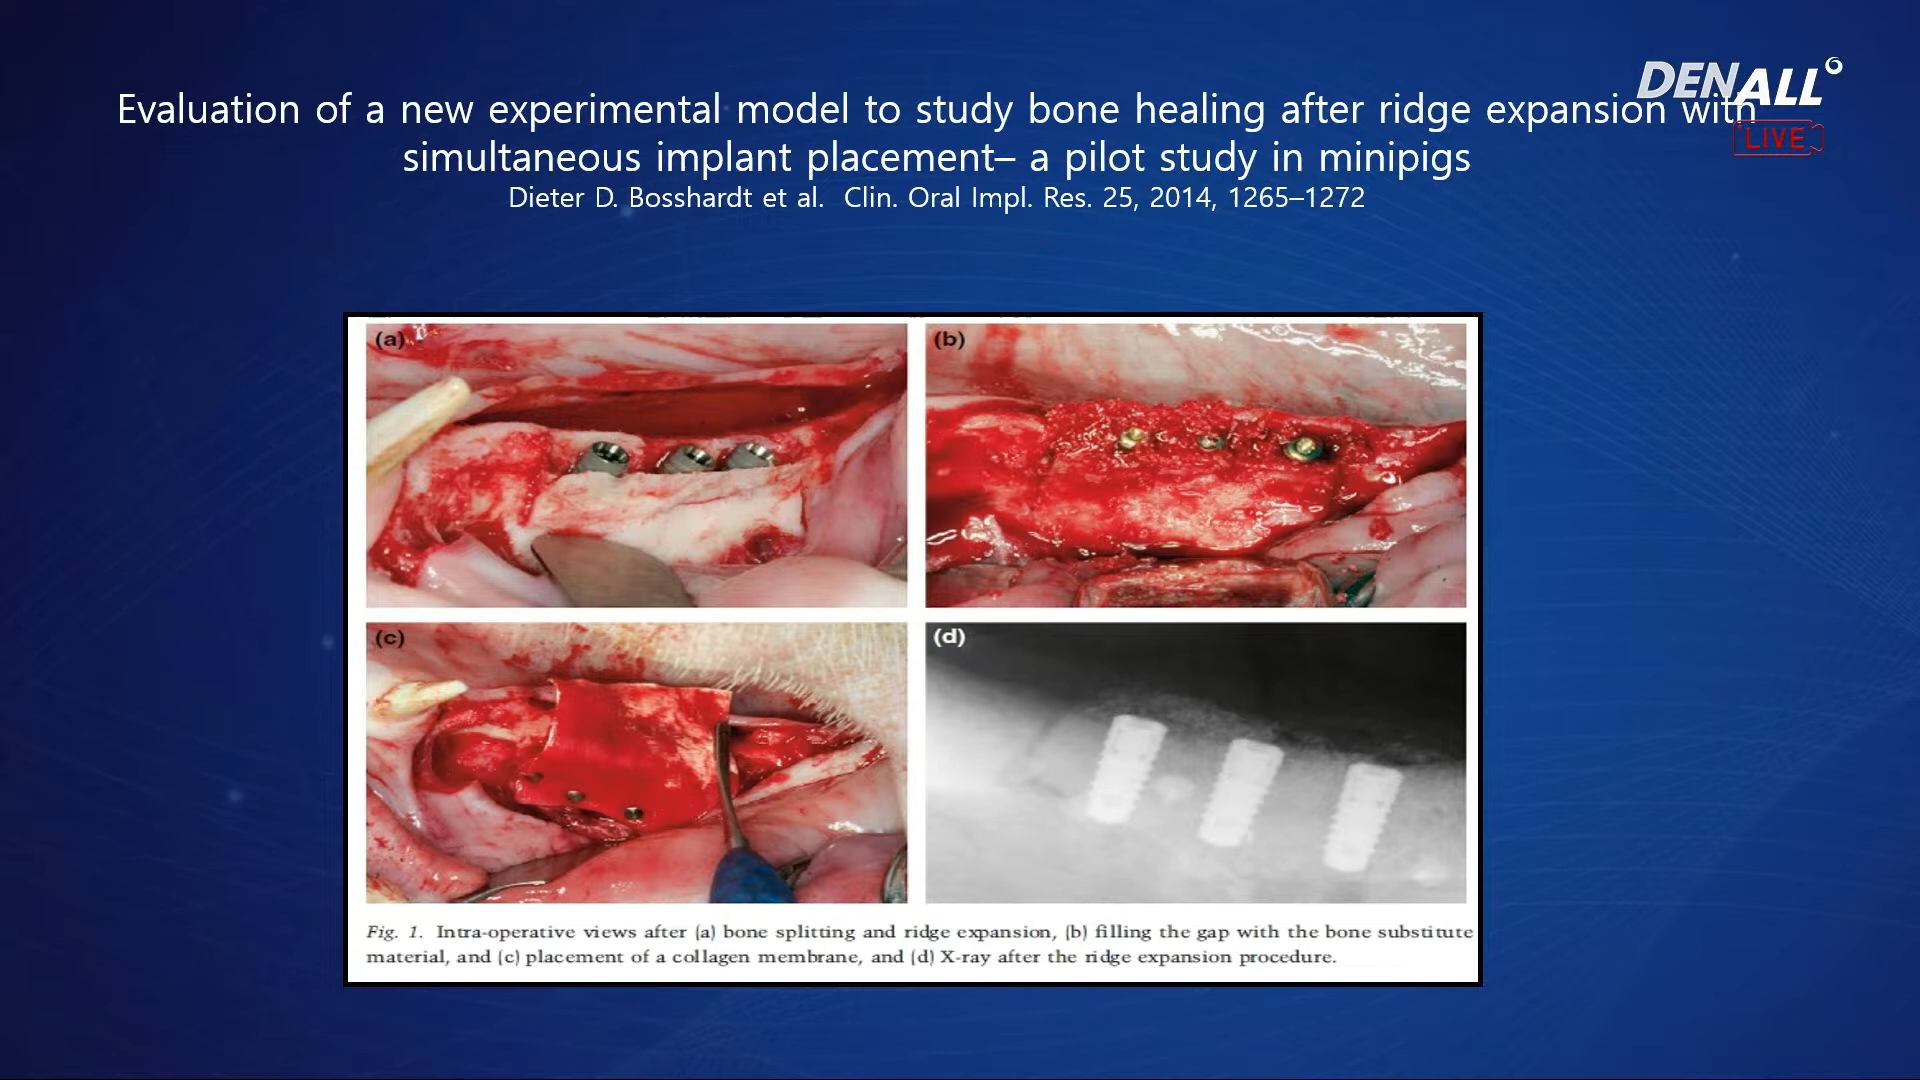 DENALL
LIVE
Evaluation of a new experimental model to study bone healing after ridge expansion with
simultaneous implant placement– a pilot study in minipigs
Dieter D. Bosshardt et al. Clin. Oral Impl. Res. 25, 2014, 1265–1272
(a)
(b)
(c)
(d)
Fig. 1. Intra-operative views after (a) bone splitting and ridge expansion, (b) filling the gap with the bone substitute
material, and (c) placement of a collagen membrane, and (d) X-ray after the ridge expansion procedure.